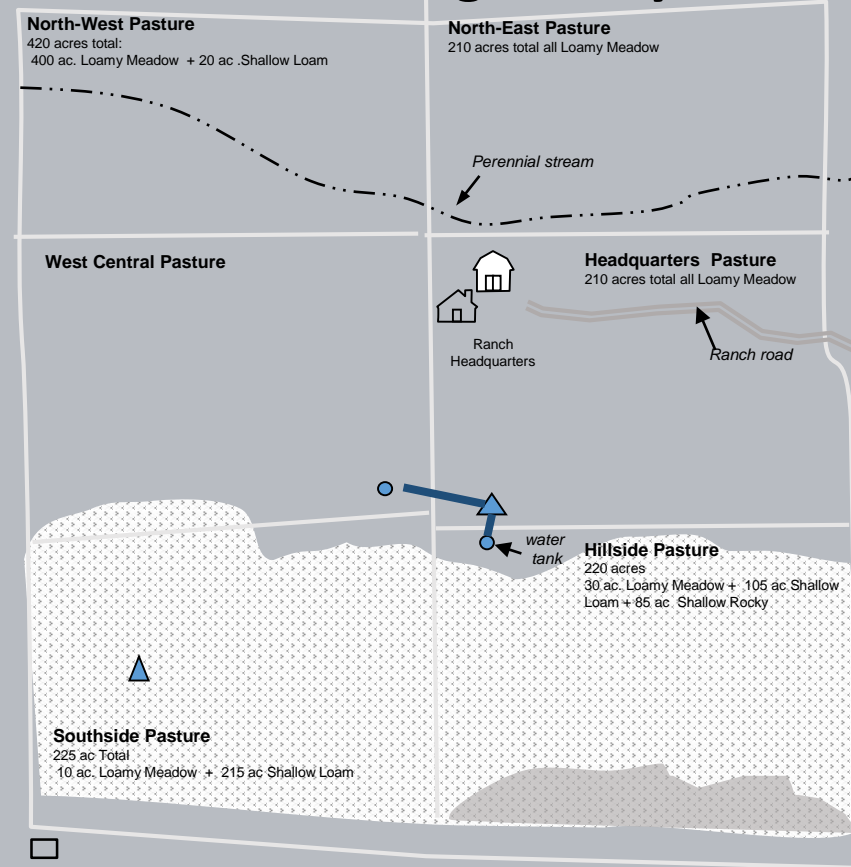 North-West Pasture
420 acres total:
400 ac. Loamy Meadow + 20 ac .Shallow Loam
North-East Pasture
210 acres total all Loamy Meadow
Perennial stream
West Central Pasture
Headquarters Pasture
210 acres total all Loamy Meadow
Ranch
Headquarters
Ranch road
water
tank
Hillside Pasture
220 acres
30 ac. Loamy Meadow + 105 ac Shallow
Loam + 85 ac Shallow Rocky
Southside Pasture
225 ac Total
10 ac. Loamy Meadow + 215 ac Shallow Loam